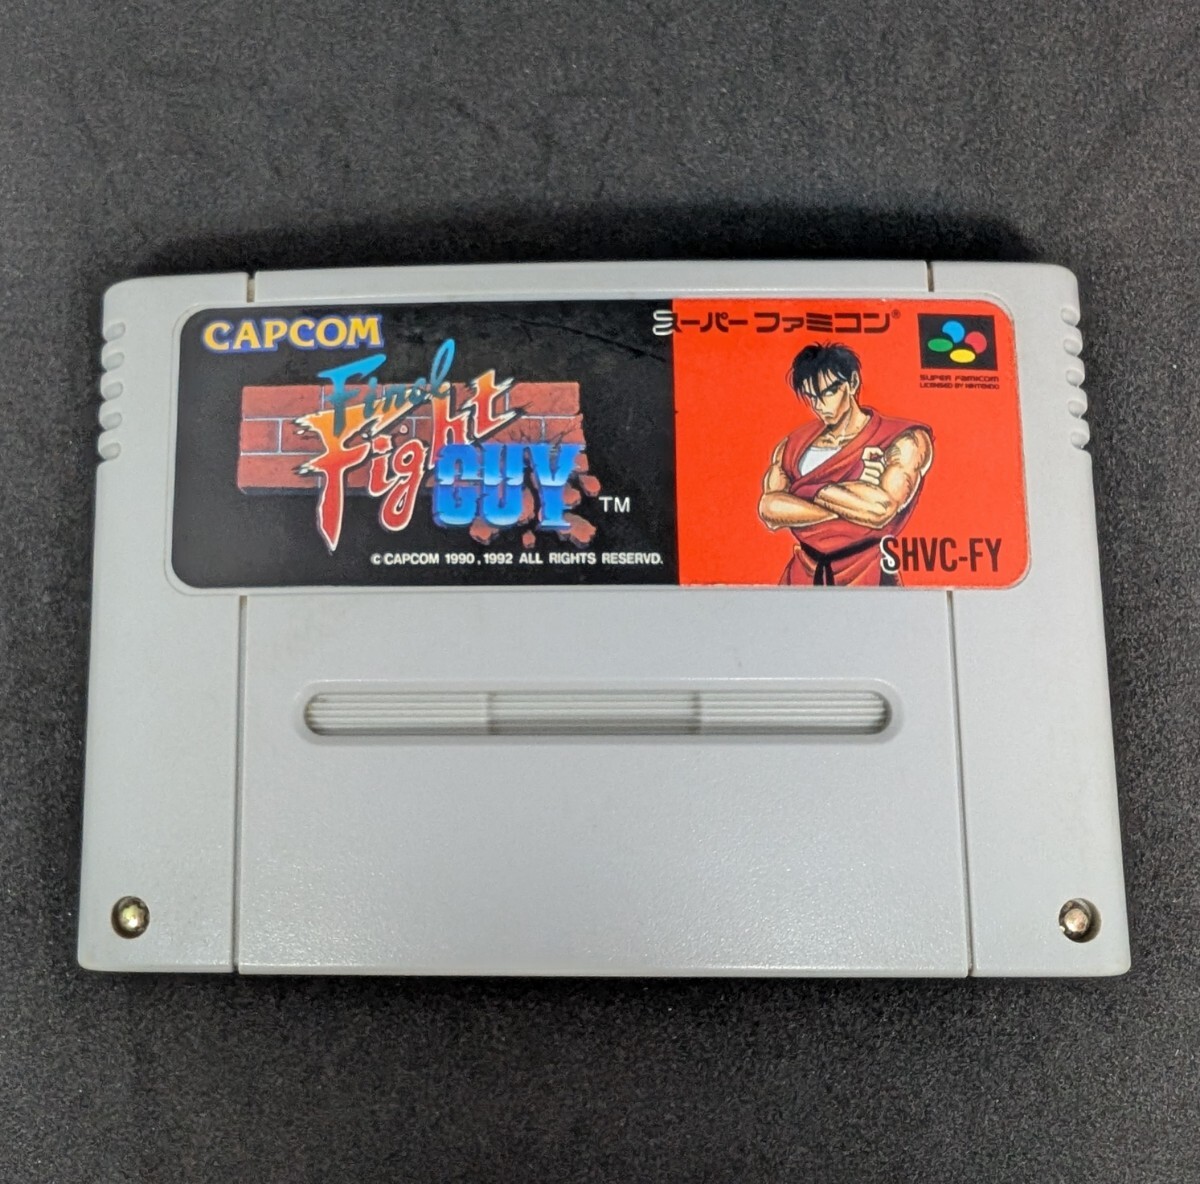 CAPCOM
Final
Fight
GUY
TM
© CAPCOM 1990, 1992 ALL RIGHTS RESERVD.
スーパーファミコン®
SUPER FAMICOM
LICENSED BY NINTENDO
SHVC-FY